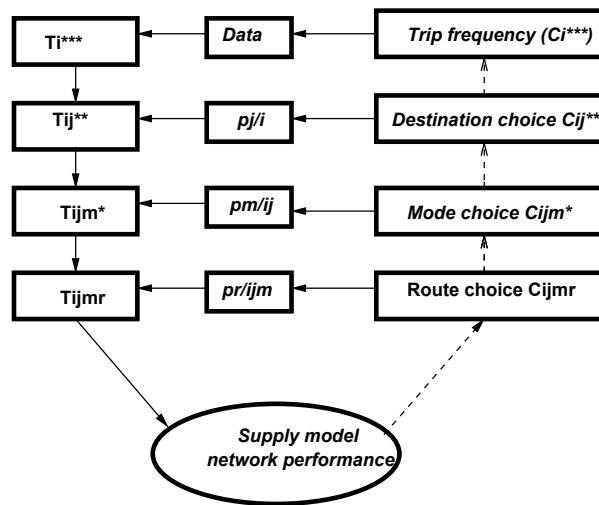 Ti*** Data Trip frequency (Ci***)
Tij** pj/i Destination choice Cij**
Tijm* pm/ij Mode choice Cijm*
Tijmr pr/ijm Route choice Cijmr
Supply model
network performance